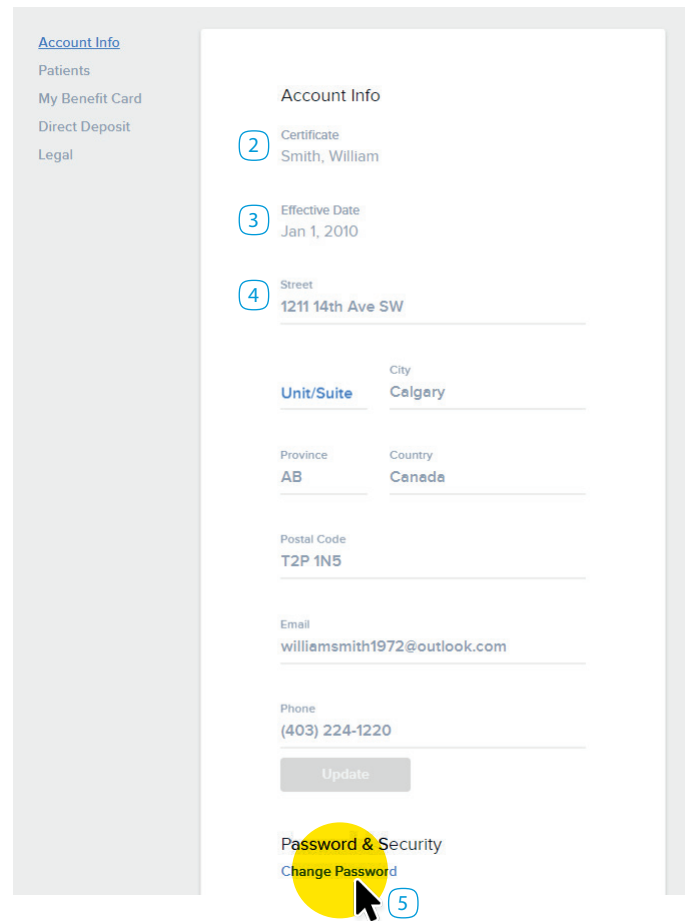 Account Info
Patients
My Benefit Card
Direct Deposit
Legal
Account Info
2
Certificate
Smith, William
3
Effective Date
Jan 1, 2010
4
Street
1211 14th Ave SW
City
Unit/Suite Calgary
Province Country
AB Canada
Postal Code
T2P 1N5
Email
williamsmith1972@outlook.com
Phone
(403) 224-1220
Update
Password & Security
Change Password
5